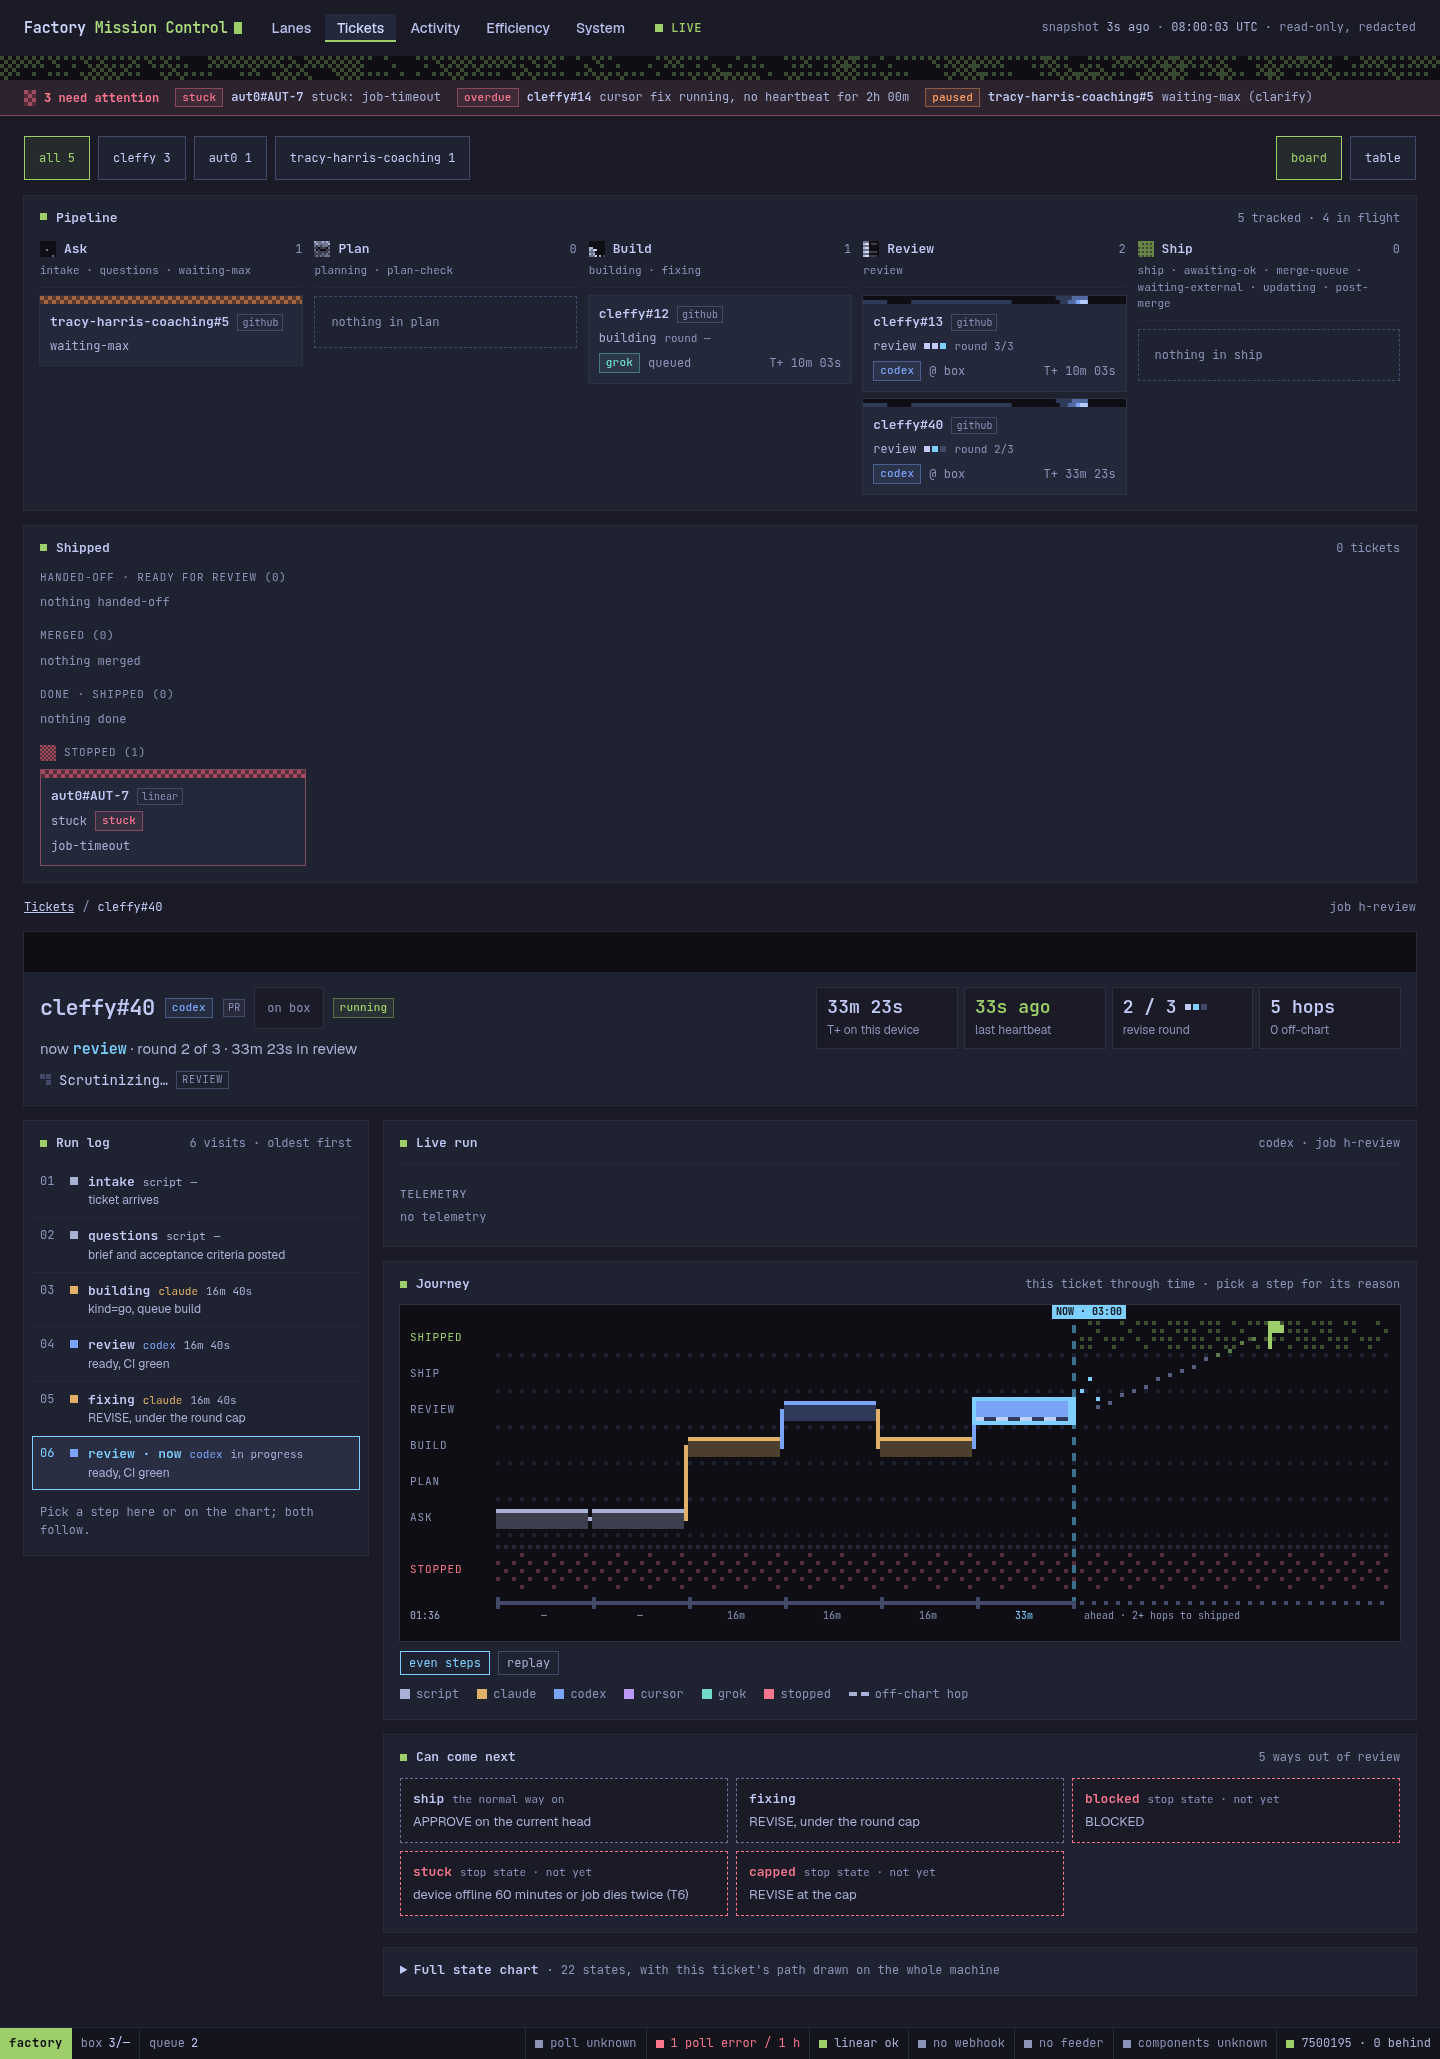 Factory Mission Control
Lanes Tickets Activity Efficiency System LIVE
snapshot 3s ago · 08:00:03 UTC · read-only, redacted
3 need attention stuck aut0#AUT-7 stuck: job-timeout overdue cleffy#14 cursor fix running, no heartbeat for 2h 00m paused tracy-harris-coaching#5 waiting-max (clarify)
all 5 cleffy 3 aut0 1 tracy-harris-coaching 1 board table
Pipeline 5 tracked · 4 in flight
Ask 1
intake · questions · waiting-max
tracy-harris-coaching#5 github
waiting-max
Plan 0
planning · plan-check
nothing in plan
Build 1
building · fixing
cleffy#12 github
building round —
grok queued T+ 10m 03s
Review 2
review
cleffy#13 github
review round 3/3
codex @ box T+ 10m 03s
cleffy#40 github
review round 2/3
codex @ box T+ 33m 23s
Ship 0
ship · awaiting-ok · merge-queue ·
waiting-external · updating · post-
merge
nothing in ship
Shipped 0 tickets
HANDED-OFF · READY FOR REVIEW (0)
nothing handed-off
MERGED (0)
nothing merged
DONE · SHIPPED (0)
nothing done
STOPPED (1)
aut0#AUT-7 linear
stuck stuck
job-timeout
Tickets / cleffy#40 job h-review
cleffy#40 codex PR on box running
now review · round 2 of 3 · 33m 23s in review
Scrutinizing… REVIEW
33m 23s
T+ on this device
33s ago
last heartbeat
2 / 3
revise round
5 hops
0 off-chart
Run log 6 visits · oldest first
01 intake script —
ticket arrives
02 questions script —
brief and acceptance criteria posted
03 building claude 16m 40s
kind=go, queue build
04 review codex 16m 40s
ready, CI green
05 fixing claude 16m 40s
REVISE, under the round cap
06 review · now codex in progress
ready, CI green
Pick a step here or on the chart; both
follow.
Live run codex · job h-review
TELEMETRY
no telemetry
Journey this ticket through time · pick a step for its reason
NOW · 03:00
SHIPPED
SHIP
REVIEW
BUILD
PLAN
ASK
STOPPED
01:36 — — 16m 16m 16m 33m ahead · 2+ hops to shipped
even steps replay
script claude codex cursor grok stopped off-chart hop
Can come next 5 ways out of review
ship the normal way on
APPROVE on the current head
fixing
REVISE, under the round cap
blocked stop state · not yet
BLOCKED
stuck stop state · not yet
device offline 60 minutes or job dies twice (T6)
capped stop state · not yet
REVISE at the cap
Full state chart · 22 states, with this ticket's path drawn on the whole machine
factory box 3/— queue 2 poll unknown 1 poll error / 1 h linear ok no webhook no feeder components unknown 7500195 · 0 behind